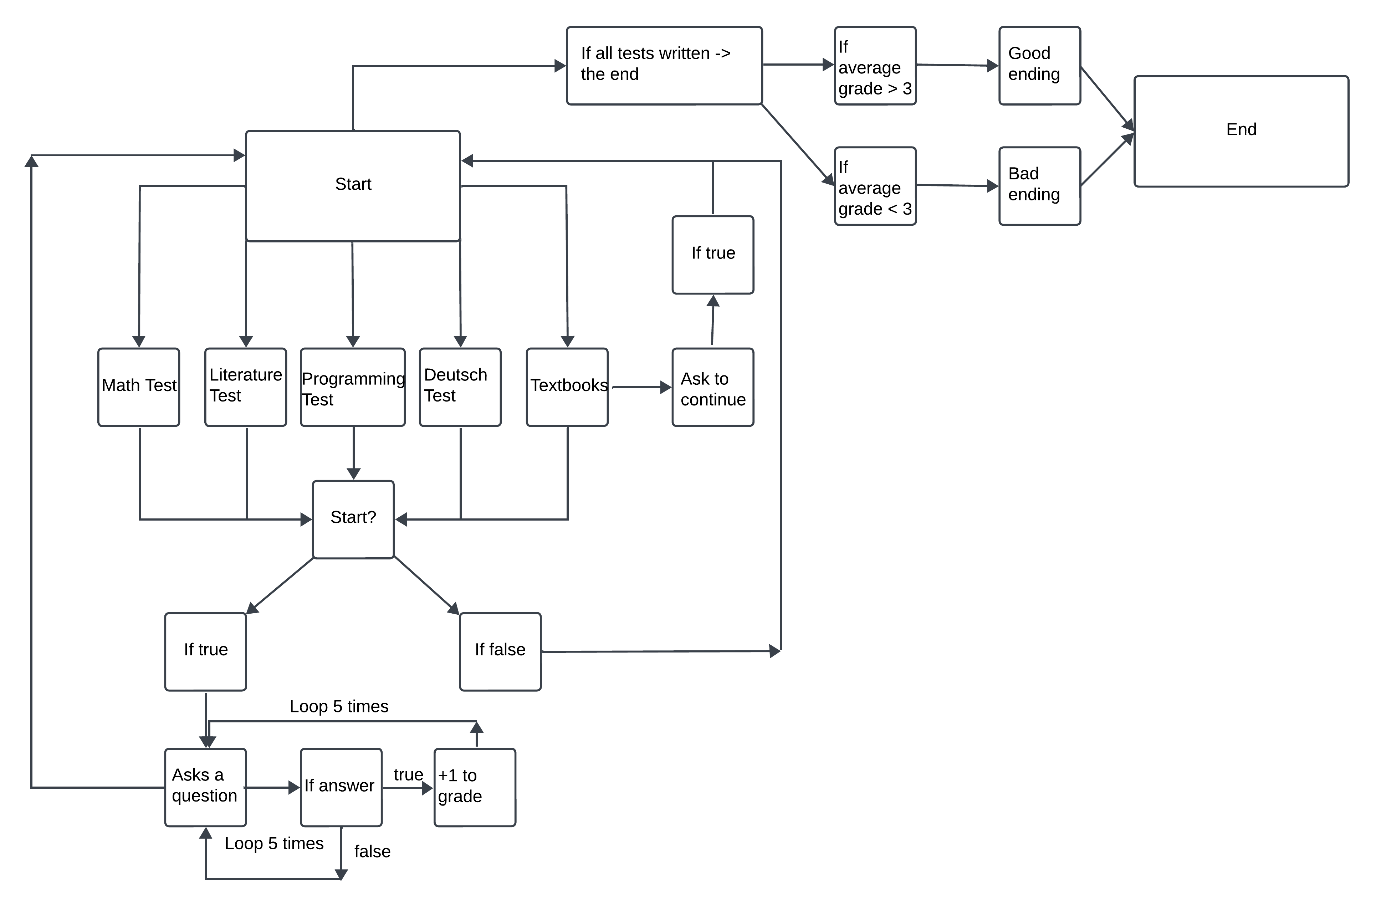 If all tests written ->
the end
If
average
grade > 3
Good
ending
End
If
average
grade < 3
Bad
ending
Start
If true
Math Test
Literature
Test
Programming
Test
Deutsch
Test
Textbooks
Ask to
continue
Start?
If true
If false
Loop 5 times
Asks a
question
If answer
true
+1 to
grade
Loop 5 times
false